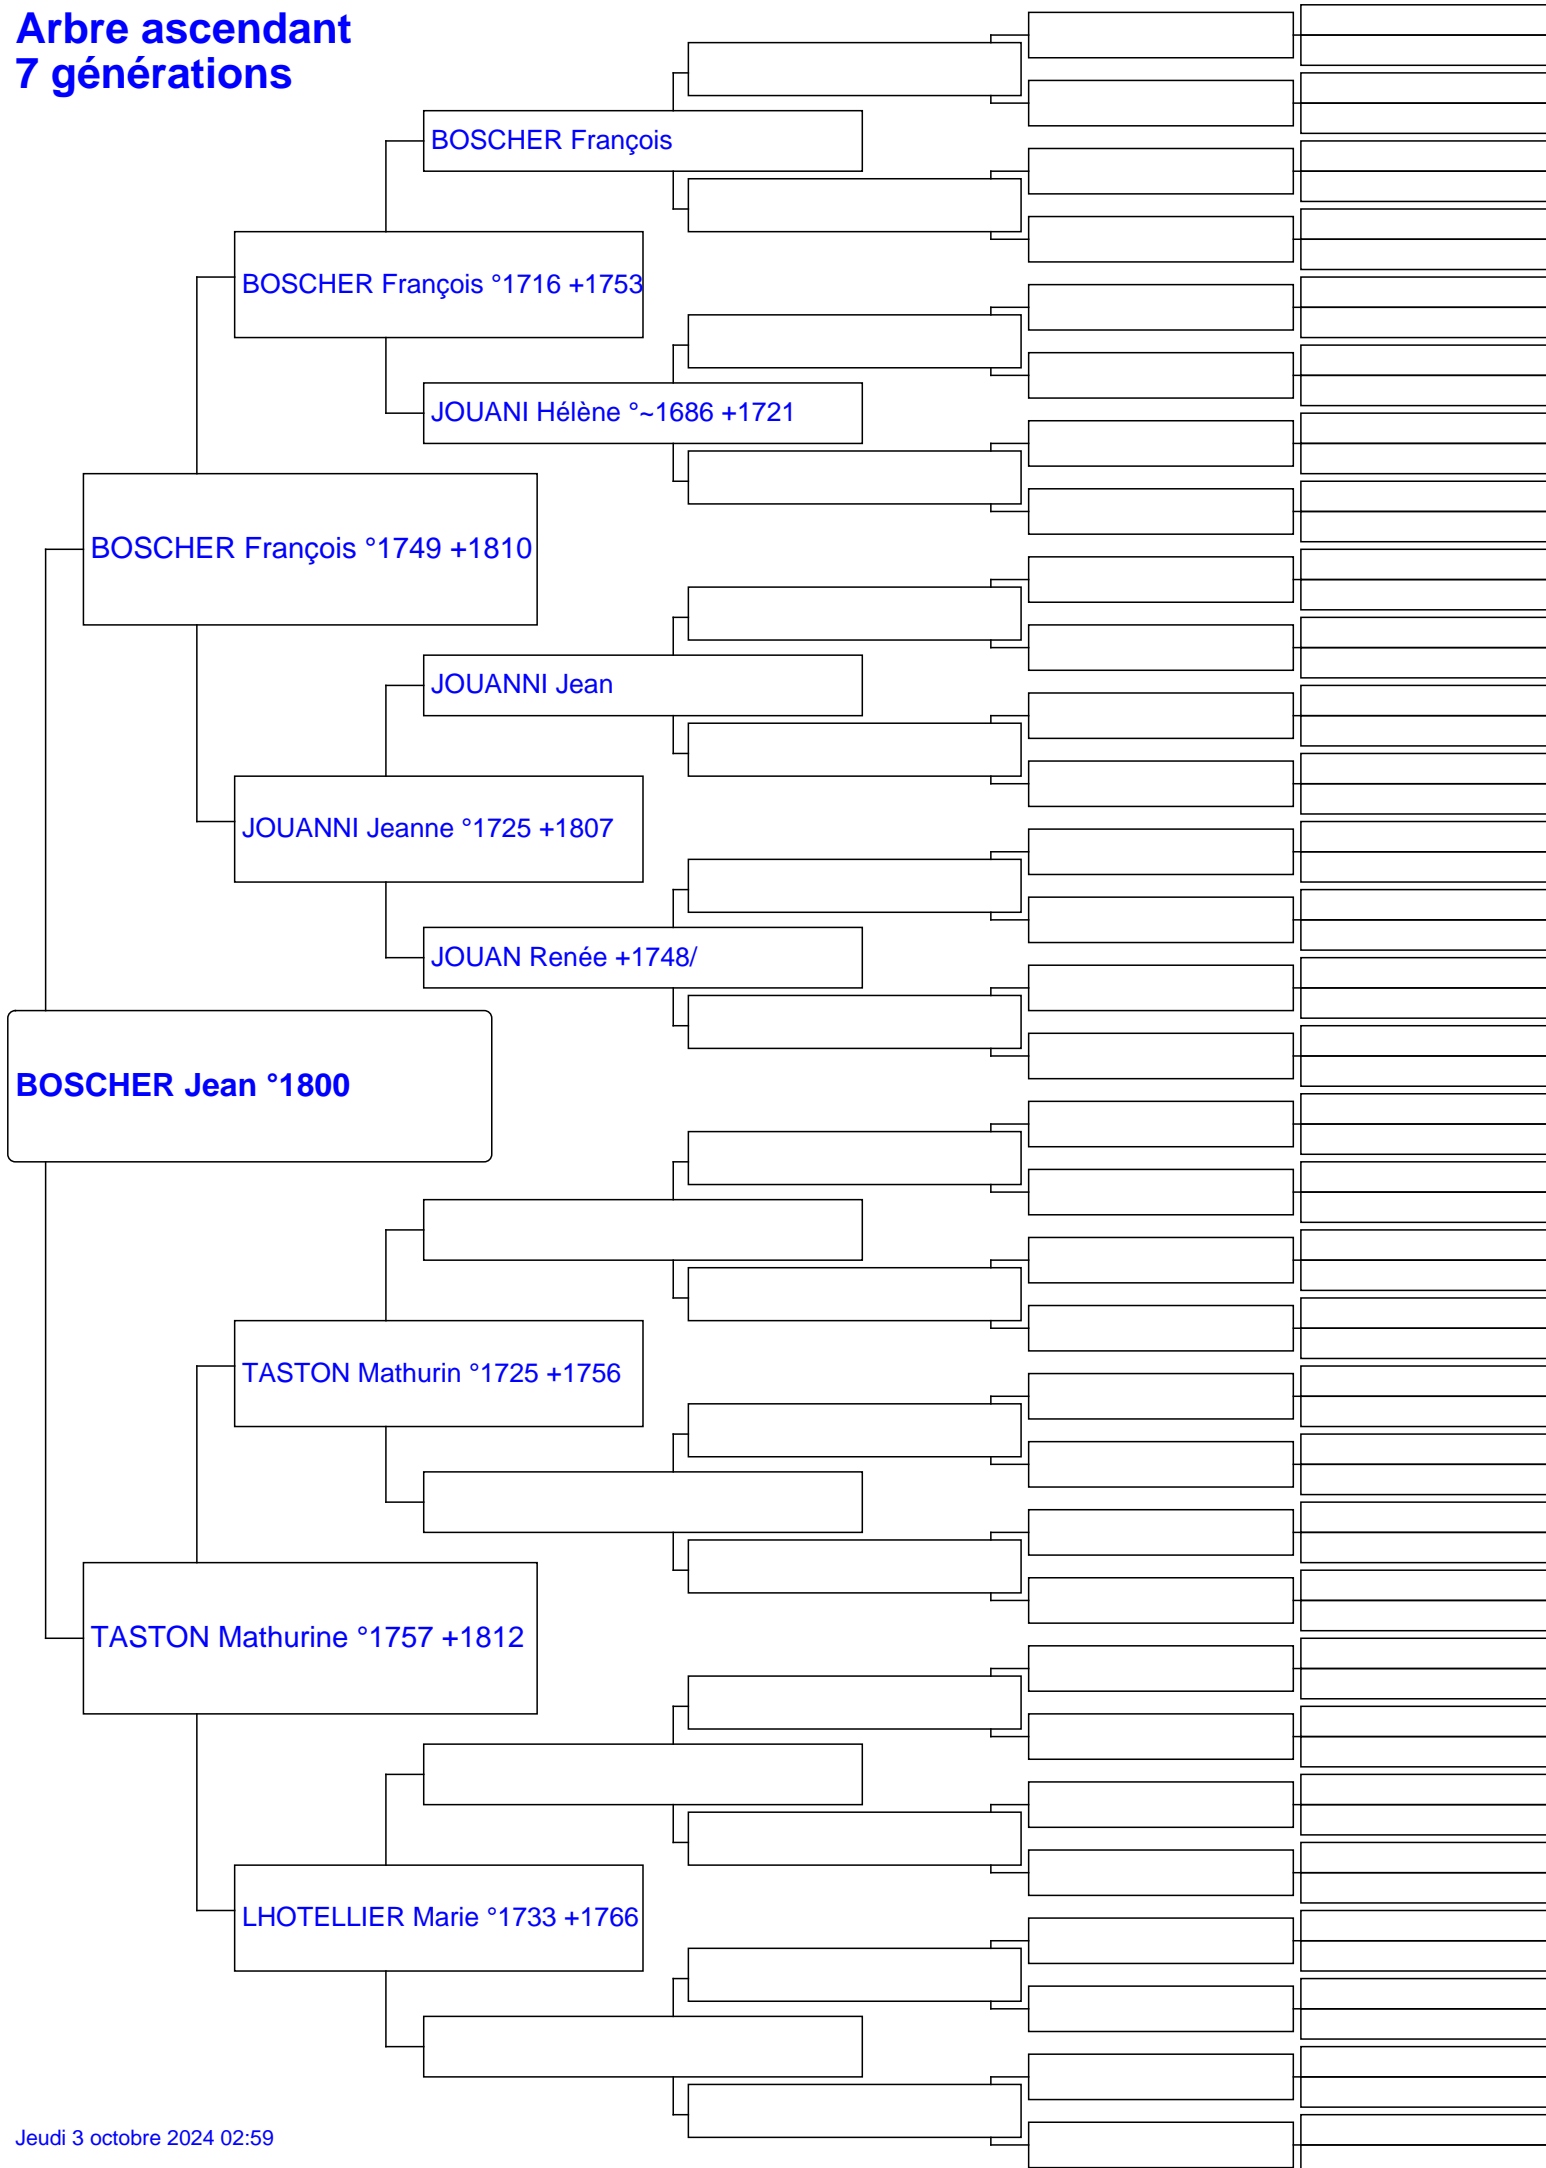 Arbre ascendant
7 générations
BOSCHER François
BOSCHER François °1716 +1753
JOUANI Hélène °~1686 +1721
BOSCHER François °1749 +1810
JOUANNI Jean
JOUANNI Jeanne °1725 +1807
JOUAN Renée +1748/
BOSCHER Jean °1800
TASTON Mathurin °1725 +1756
TASTON Mathurine °1757 +1812
LHOTELLIER Marie °1733 +1766
Jeudi 3 octobre 2024 02:59